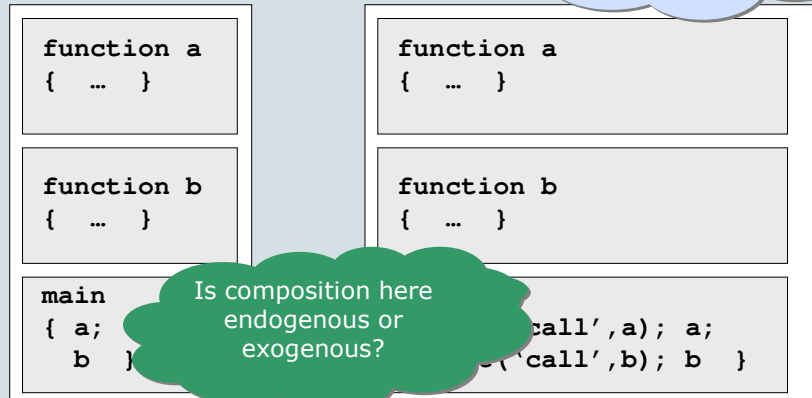 function a
{ … }
function b
{ … }
main
{ a;
b }
function a
{ … }
function b
{ … }
call’,a); a;
(‘call’,b); b }
Is composition here
endogenous or
exogenous?